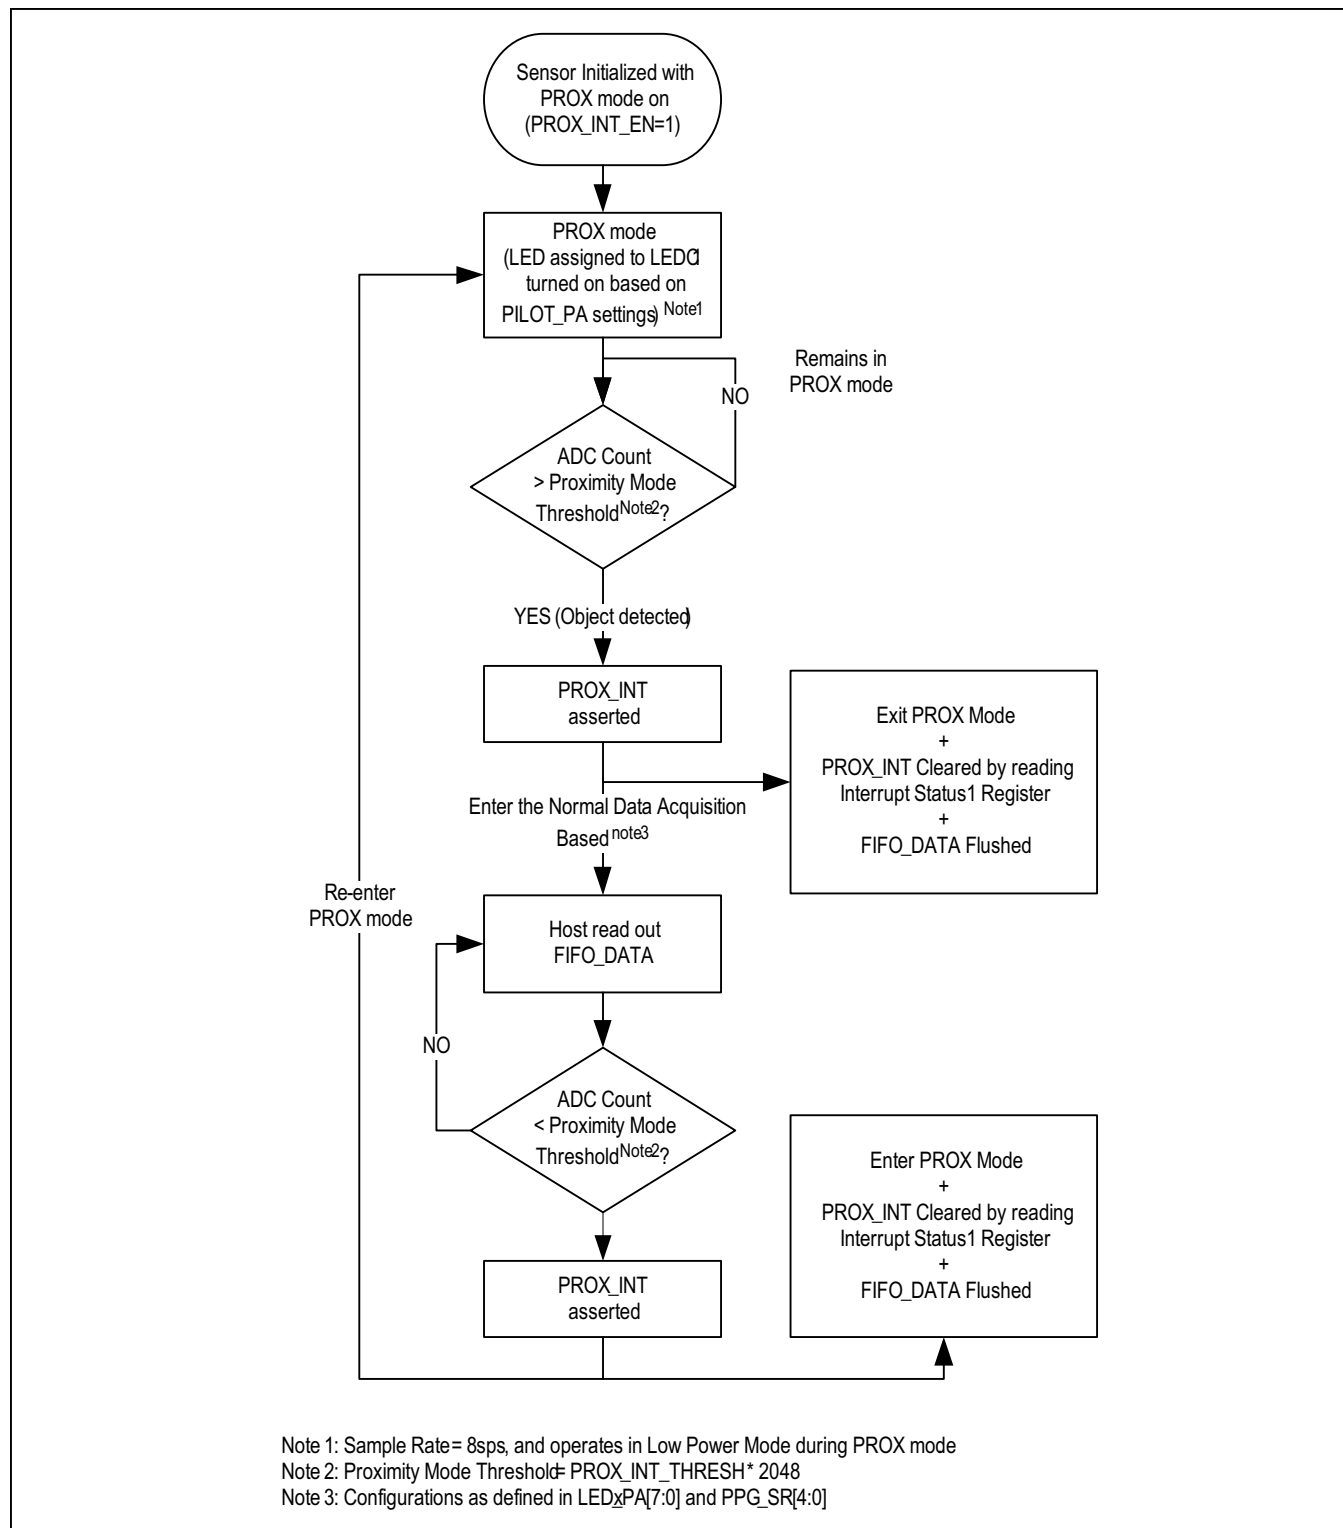 Sensor Initialized with
PROX mode on
(PROX_INT_EN=1)
PROX mode
(LED assigned to LEDC1
turned on based on
PILOT_PA settings) Note1
Remains in
PROX mode
NO
ADC Count
> Proximity Mode
Threshold Note2?
YES (Object detected)
PROX_INT
asserted
Exit PROX Mode
+
PROX_INT Cleared by reading
Interrupt Status1 Register
+
FIFO_DATA Flushed
Enter the Normal Data Acquisition
Based note3
Re-enter
PROX mode
Host read out
FIFO_DATA
NO
ADC Count
< Proximity Mode
Threshold Note2?
Enter PROX Mode
+
PROX_INT Cleared by reading
Interrupt Status1 Register
+
FIFO_DATA Flushed
PROX_INT
asserted
Note 1: Sample Rate = 8sps, and operates in Low Power Mode during PROX mode
Note 2: Proximity Mode Threshold = PROX_INT_THRESH * 2048
Note 3: Configurations as defined in LEDx_PA[7:0] and PPG_SR[4:0]